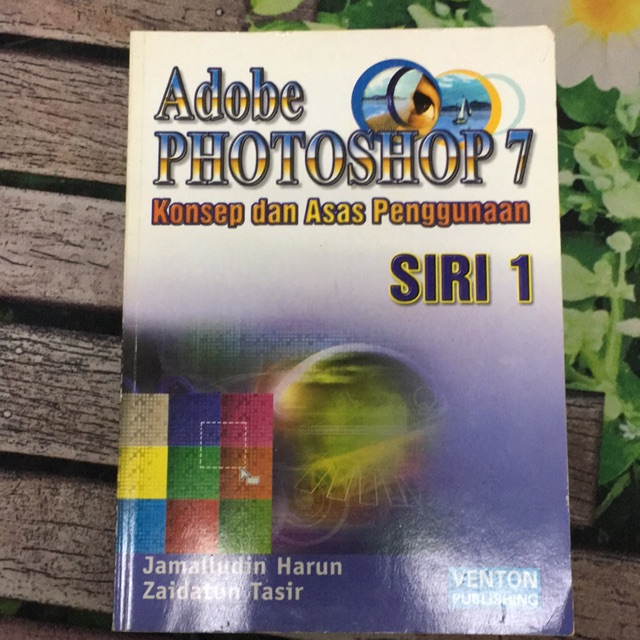 Adobe
PHOTOSHOP 7
Konsep dan Asas Penggunaan
SIRI 1
Jamalludin Harun
Zaidatun Tasir
VENTON
PUBLISHING